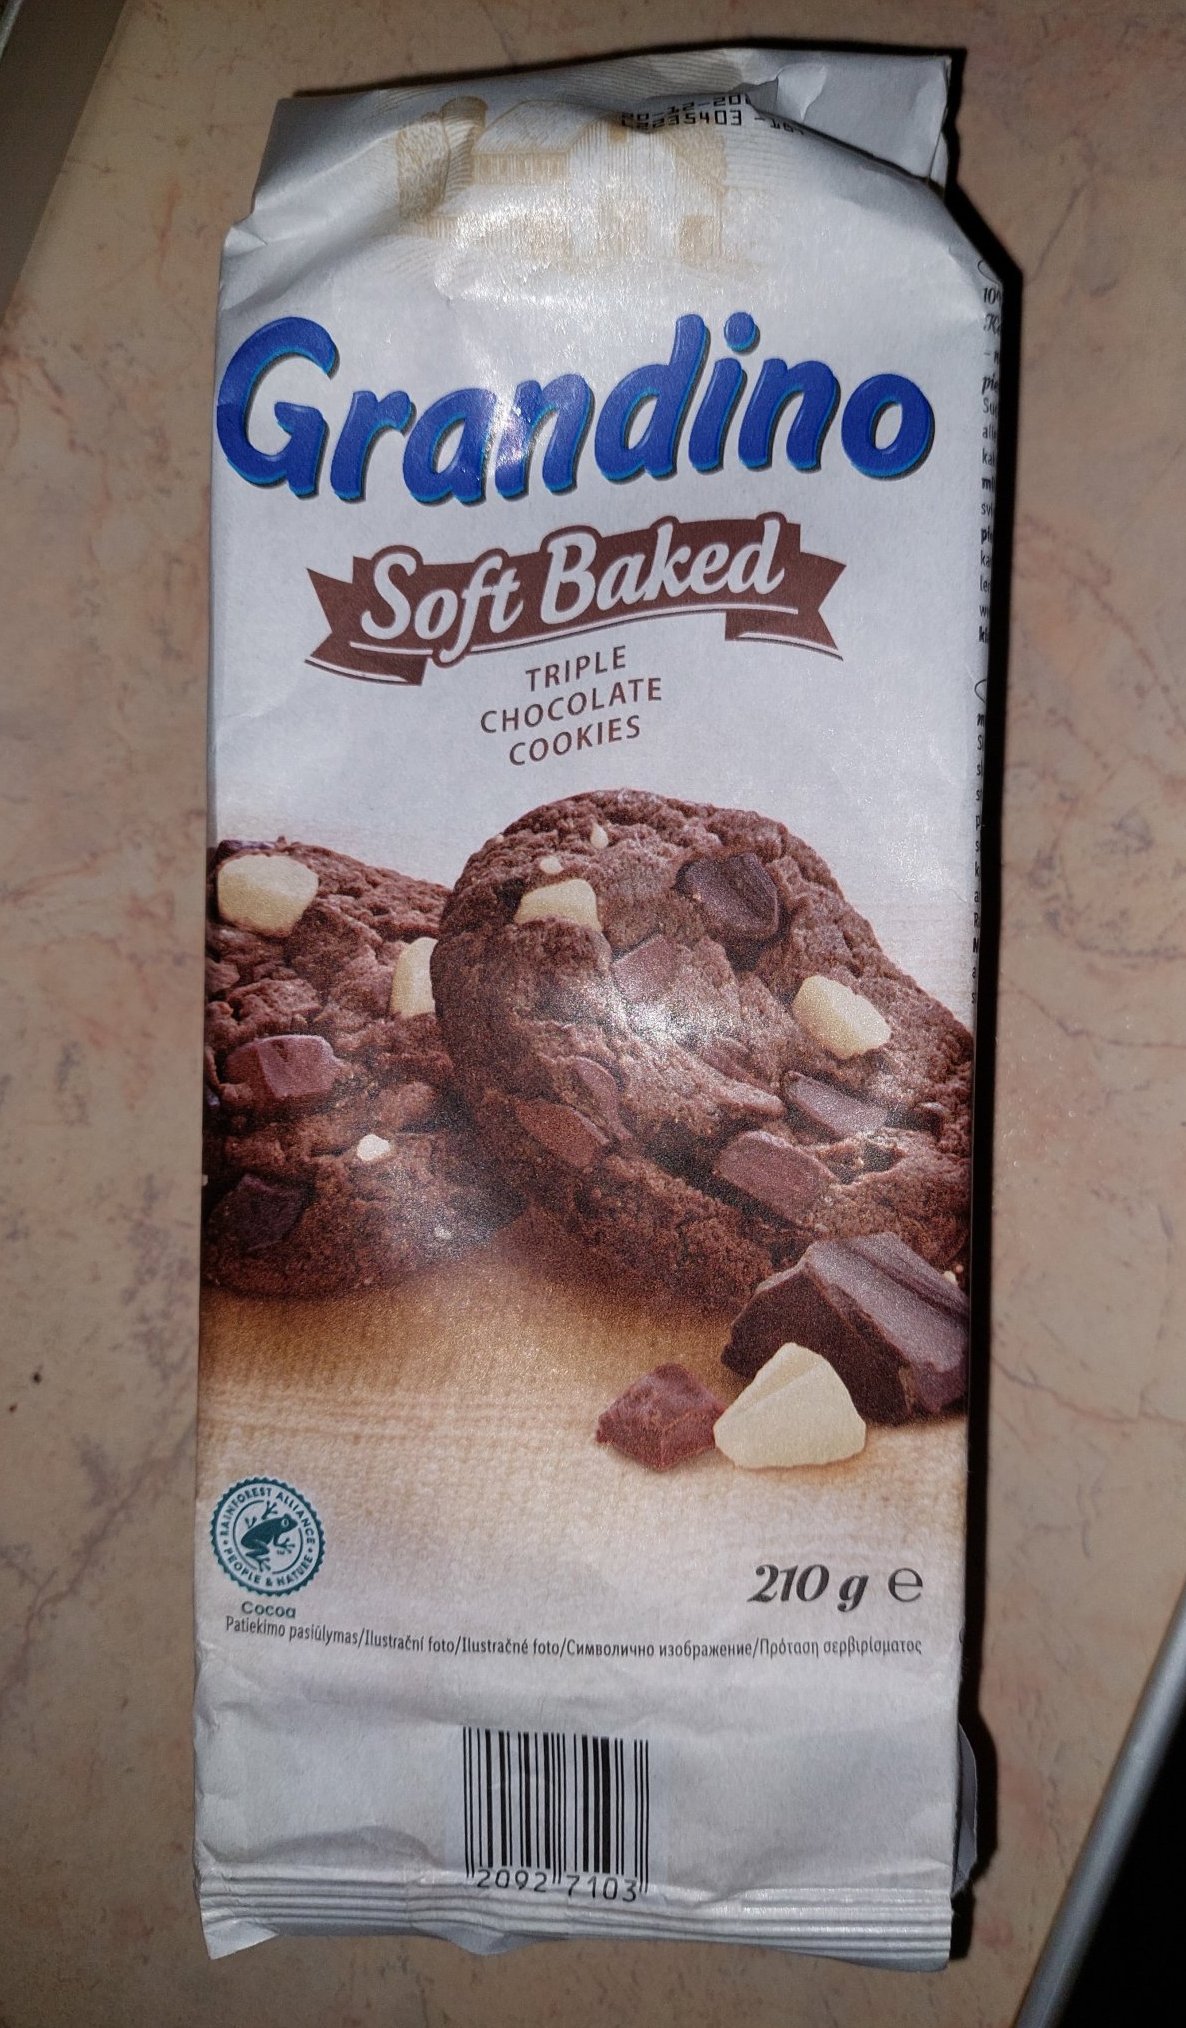 Grandino
Soft Baked
TRIPLE
CHOCOLATE
COOKIES
RAINFOREST ALLIANCE
PEOPLE & NATURE
Cocoa
210 g ℮
Patiekimo pasiūlymas/Ilustrační foto/Ilustračné foto/Символично изображение/Πρόταση σερβιρίσματος
2092 7103